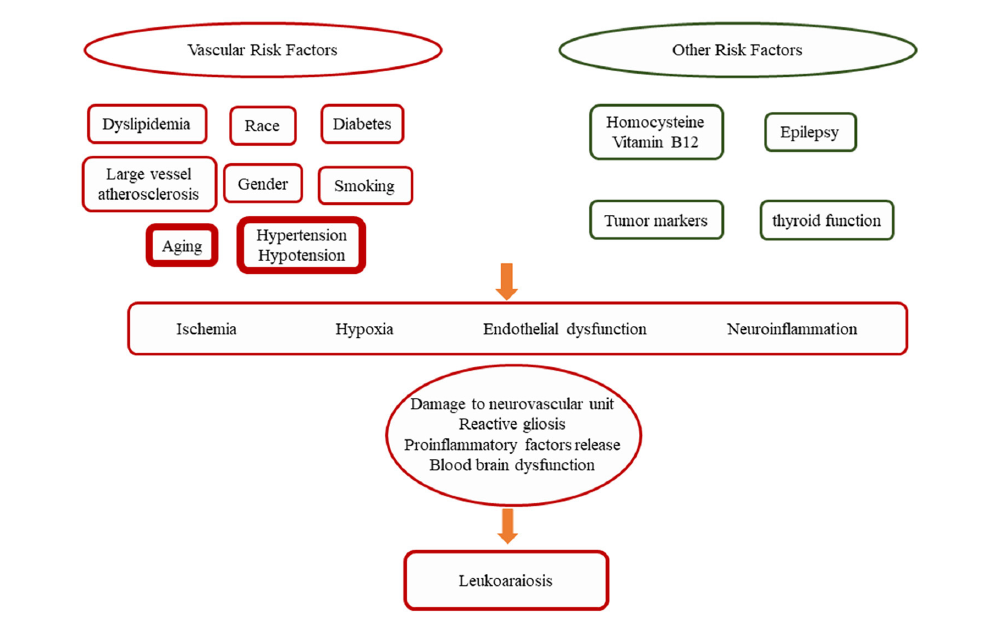 Vascular Risk Factors
Other Risk Factors
Dyslipidemia
Race
Diabetes
Large vessel
atherosclerosis
Gender
Smoking
Aging
Hypertension
Hypotension
Homocysteine
Vitamin B12
Epilepsy
Tumor markers
thyroid function
Ischemia
Hypoxia
Endothelial dysfunction
Neuroinflammation
Damage to neurovascular unit
Reactive gliosis
Proinflammatory factors release
Blood brain dysfunction
Leukoaraiosis